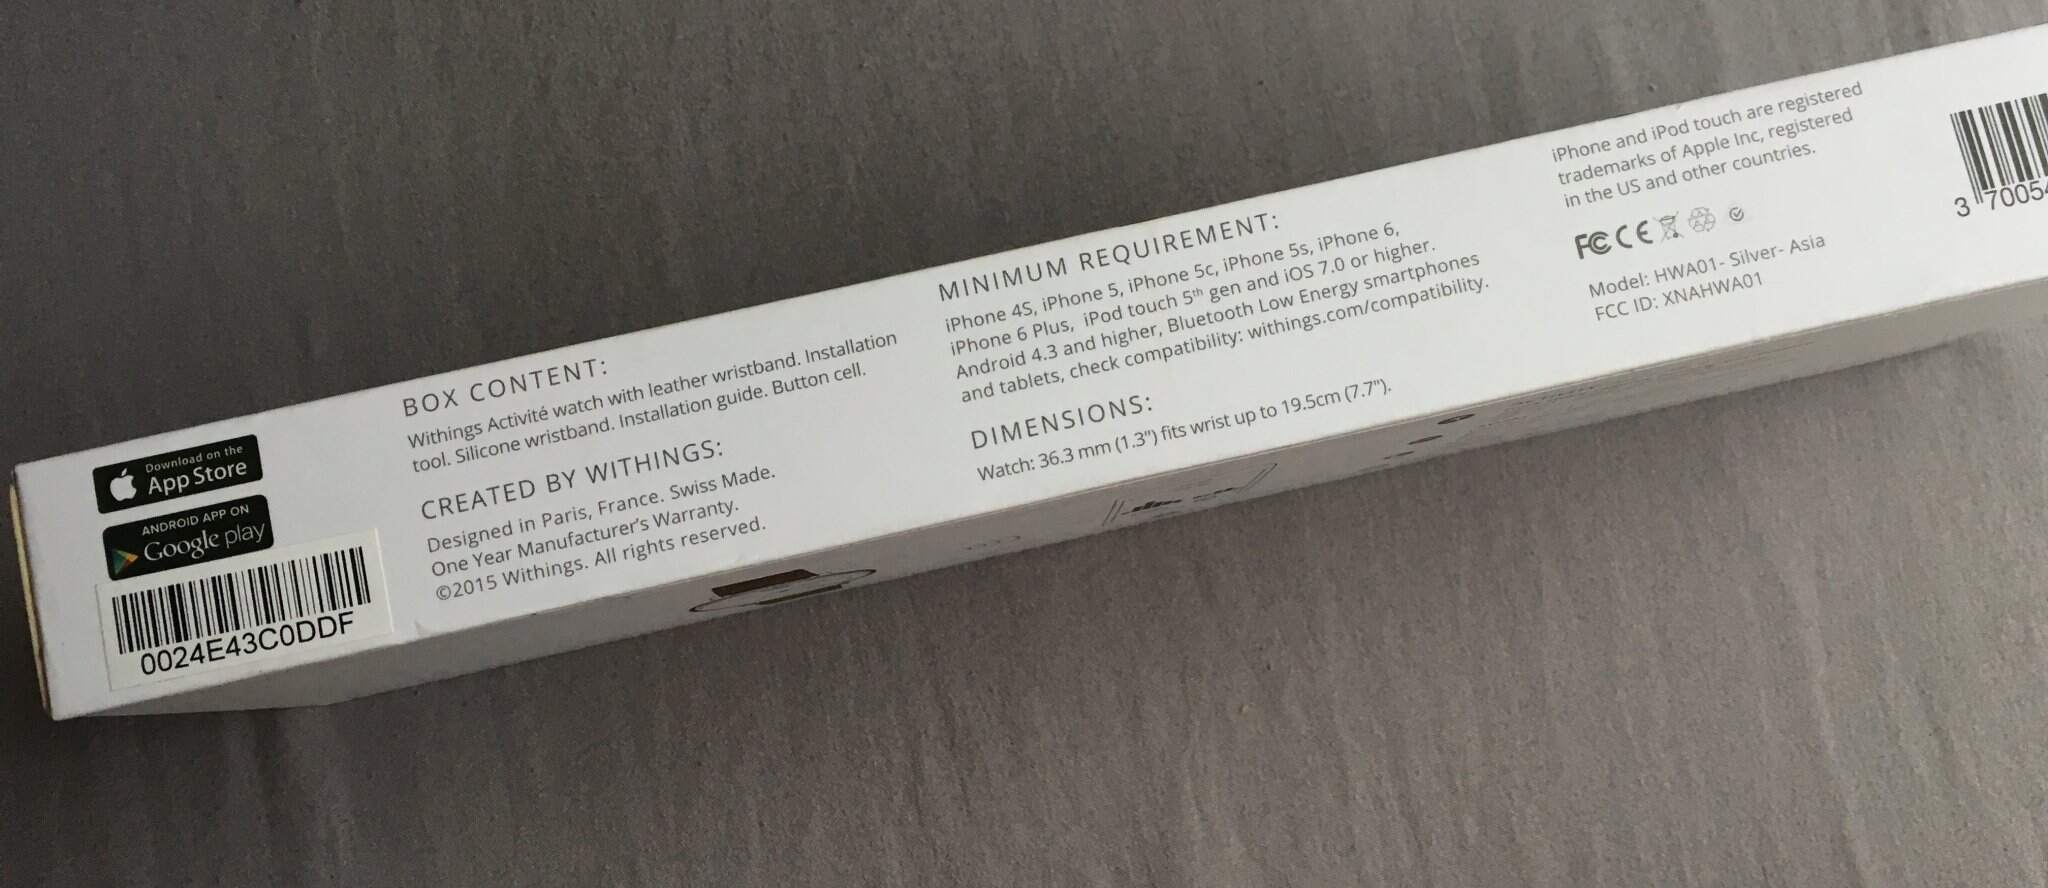 Download on the
App Store
ANDROID APP ON
Google play
0024E43C0DDF
BOX CONTENT:
Withings Activité watch with leather wristband. Installation
tool. Silicone wristband. Installation guide. Button cell.
CREATED BY WITHINGS:
Designed in Paris, France. Swiss Made.
One Year Manufacturer's Warranty.
©2015 Withings. All rights reserved.
MINIMUM REQUIREMENT:
iPhone 4S, iPhone 5, iPhone 5c, iPhone 5s, iPhone 6,
iPhone 6 Plus, iPod touch 5th gen and iOS 7.0 or higher.
Android 4.3 and higher, Bluetooth Low Energy smartphones
and tablets, check compatibility: withings.com/compatibility.
DIMENSIONS:
Watch: 36.3 mm (1.3") fits wrist up to 19.5cm (7.7").
iPhone and iPod touch are registered
trademarks of Apple Inc, registered
in the US and other countries.
FC CE
Model: HWA01- Silver- Asia
FCC ID: XNAHWA01
3 70054